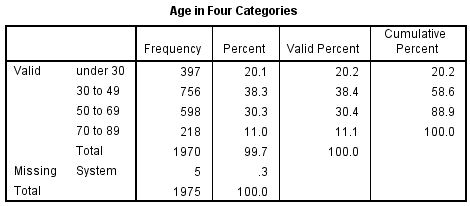 Age in Four Categories
Frequency Percent Valid Percent Cumulative Percent
Valid under 30 397 20.1 20.2 20.2
30 to 49 756 38.3 38.4 58.6
50 to 69 598 30.3 30.4 88.9
70 to 89 218 11.0 11.1 100.0
Total 1970 99.7 100.0
Missing System 5 .3
Total 1975 100.0